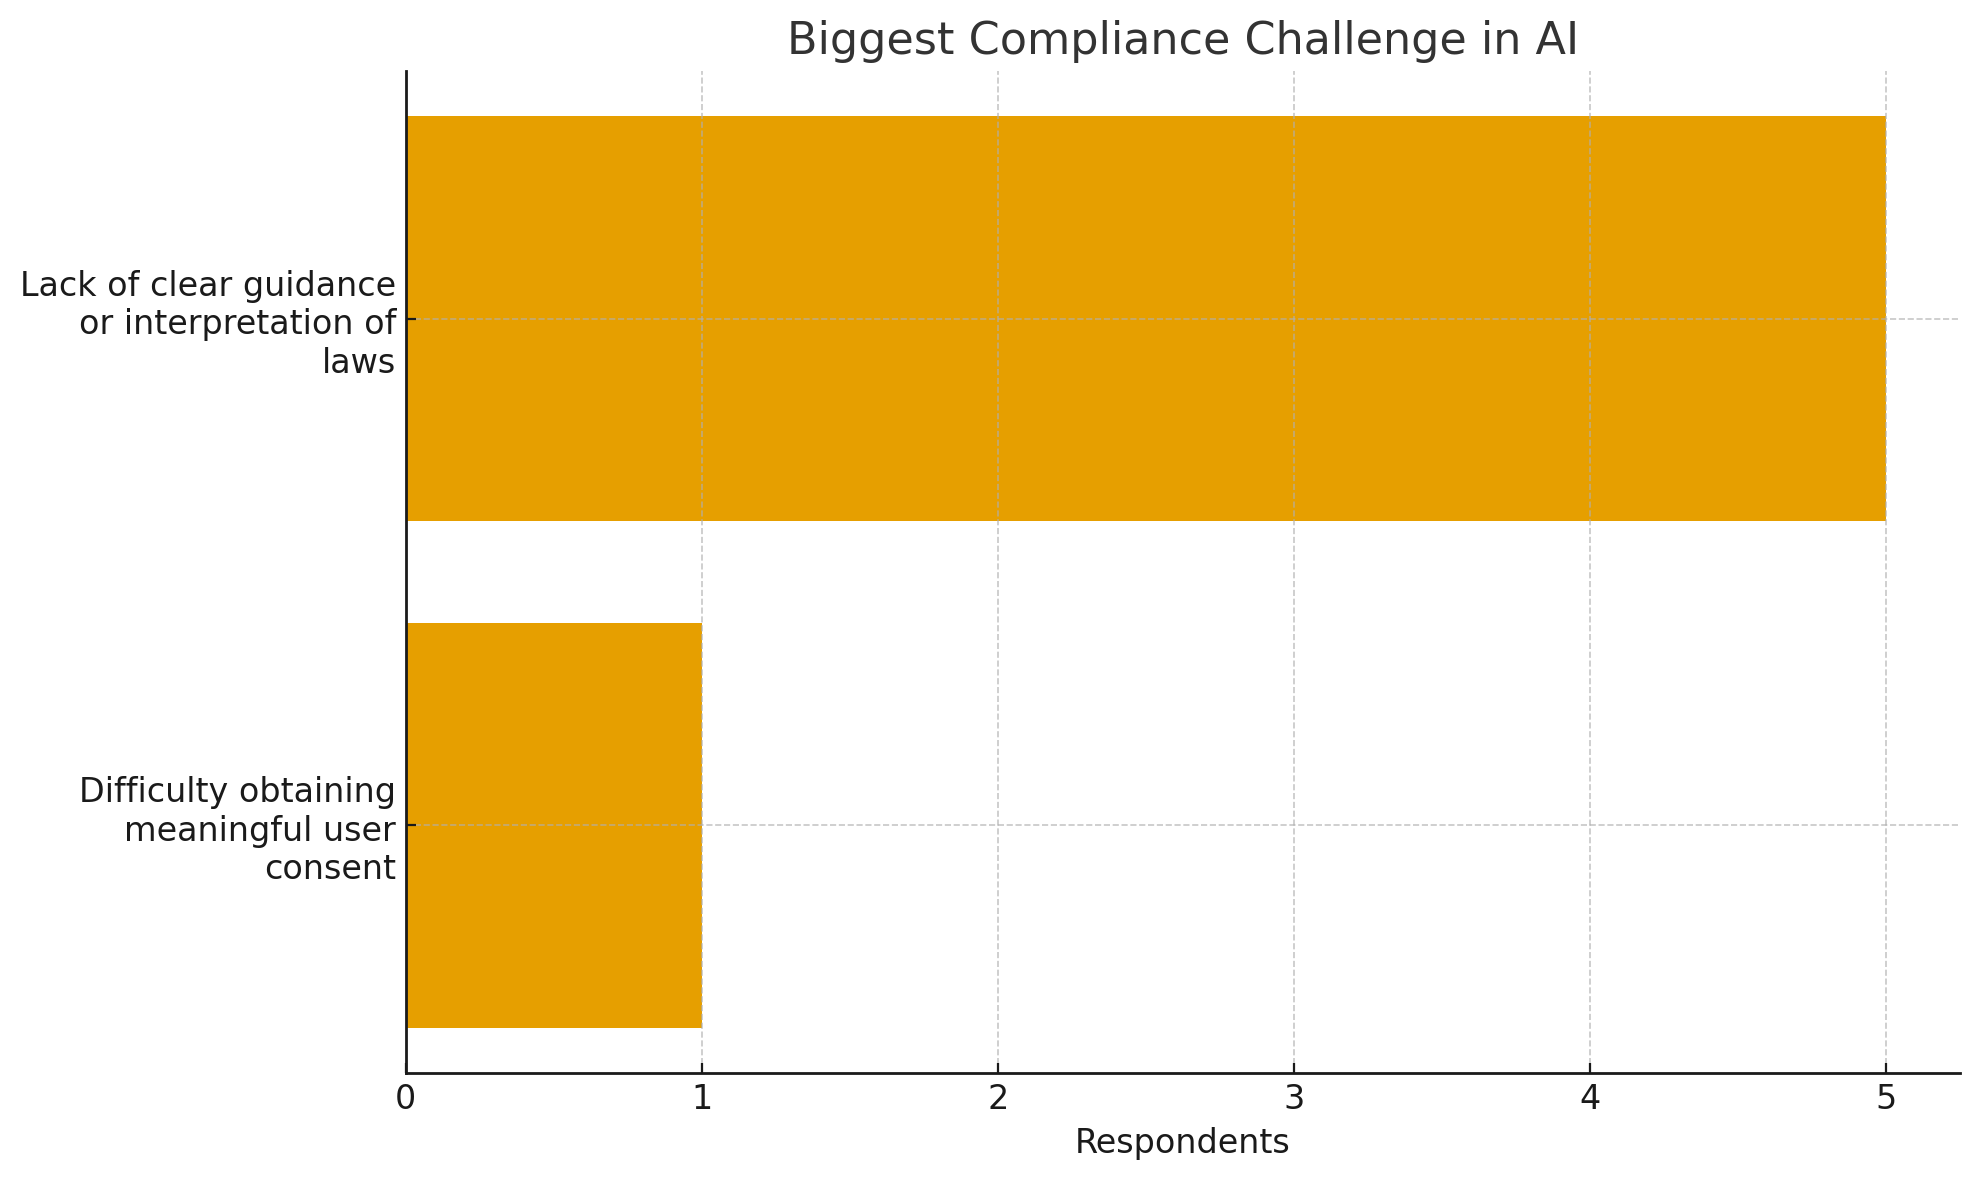 Biggest Compliance Challenge in AI
Lack of clear guidance
or interpretation of
laws
Difficulty obtaining
meaningful user
consent
0 1 2 3 4 5
Respondents